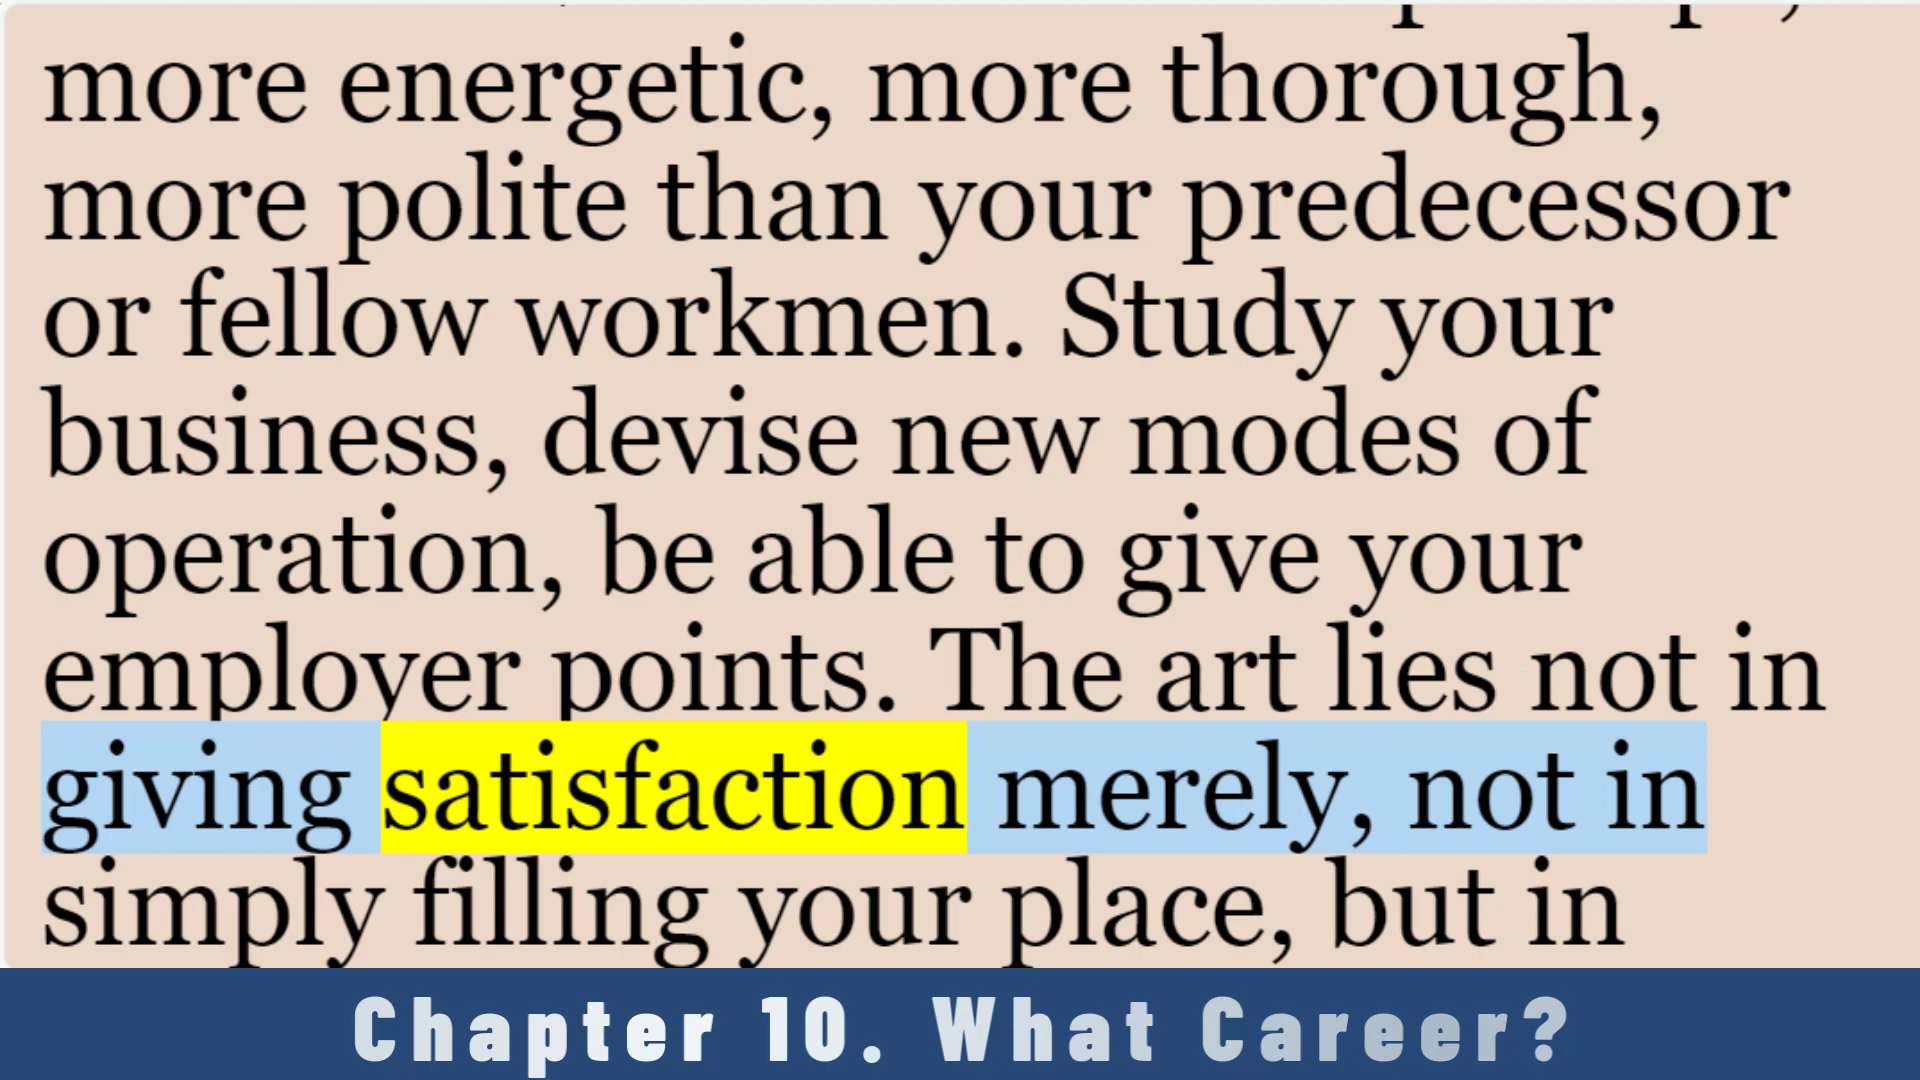 more energetic, more thorough,
more polite than your predecessor
or fellow workmen. Study your
business, devise new modes of
operation, be able to give your
employer points. The art lies not in
giving satisfaction merely, not in
simply filling your place, but in
Chapter 10. What Career?